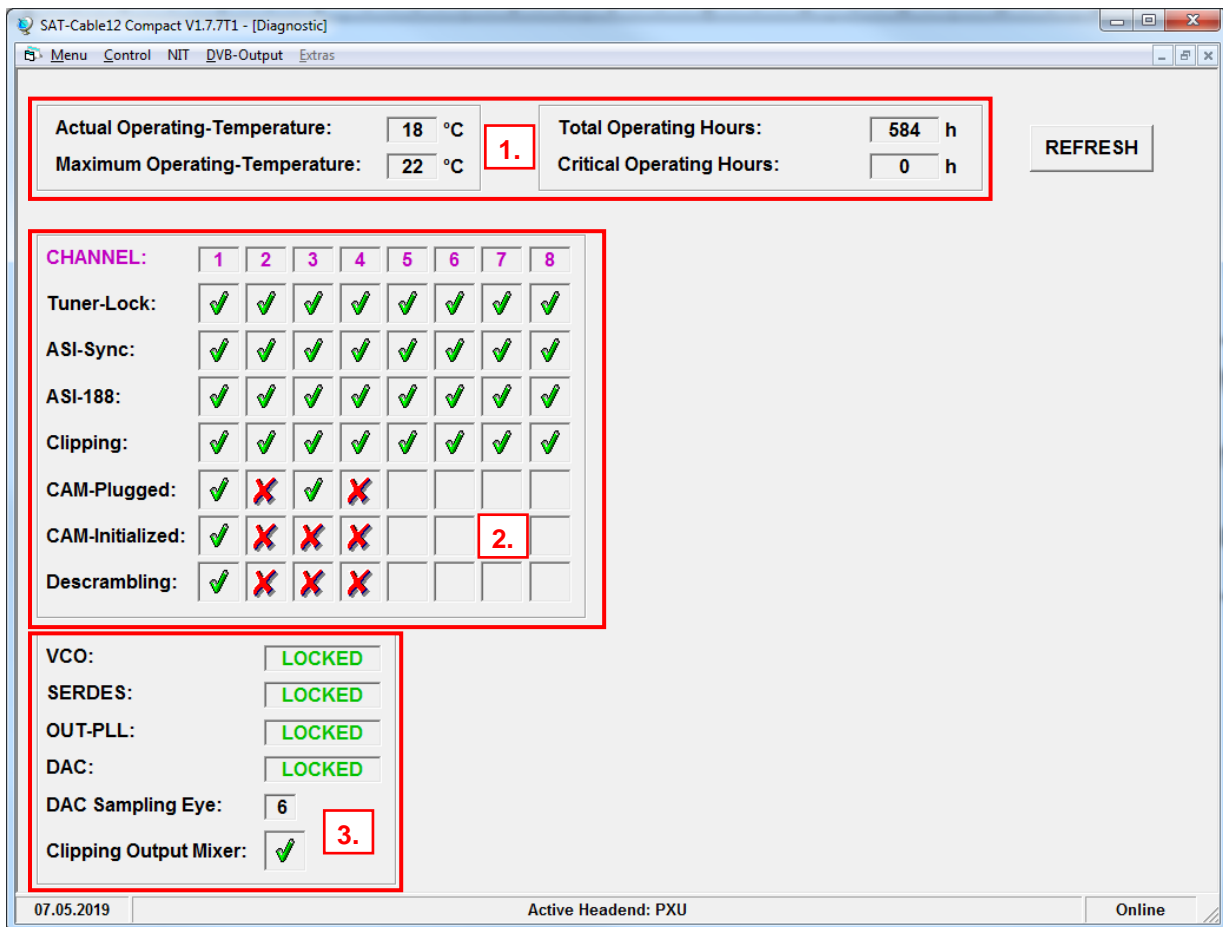 SAT-Cable12 Compact V1.7.7T1 - [Diagnostic]
Menu Control NIT DVB-Output Extras
Actual Operating-Temperature: 18 °C
Maximum Operating-Temperature: 22 °C
1.
Total Operating Hours: 584 h
Critical Operating Hours: 0 h
REFRESH
CHANNEL: 1 2 3 4 5 6 7 8
Tuner-Lock:
ASI-Sync:
ASI-188:
Clipping:
CAM-Plugged:
CAM-Initialized:
2.
Descrambling:
VCO: LOCKED
SERDES: LOCKED
OUT-PLL: LOCKED
DAC: LOCKED
DAC Sampling Eye: 6
3.
Clipping Output Mixer:
07.05.2019 Active Headend: PXU Online